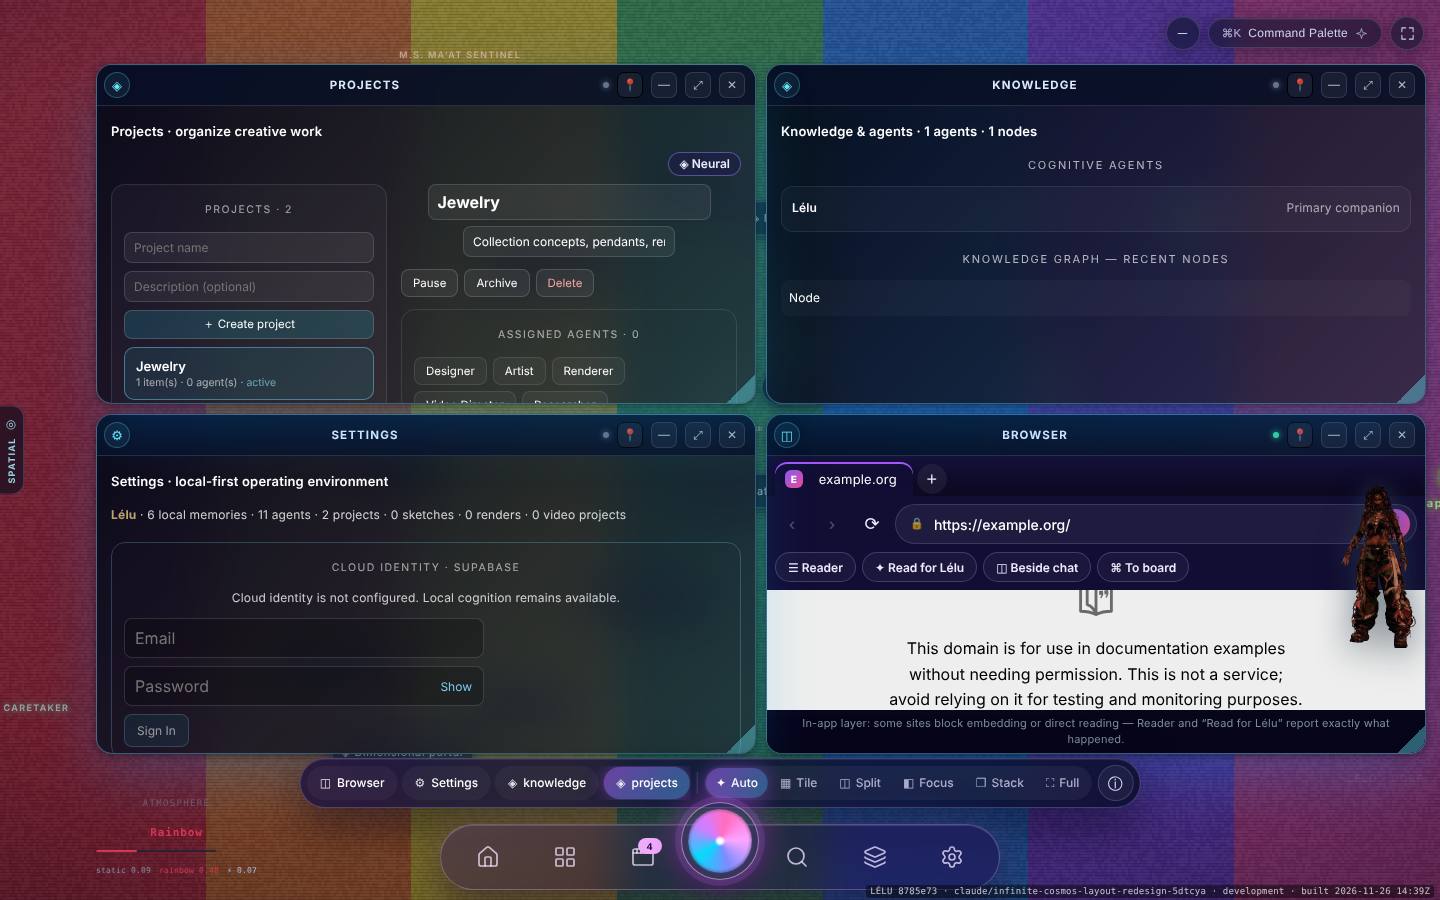 ⌘K Command Palette
M.S. MA'AT SENTINEL
PROJECTS
Projects · organize creative work
Neural
PROJECTS · 2
Project name
Description (optional)
+ Create project
Jewelry
1 item(s) · 0 agent(s) · active
Jewelry
Collection concepts, pendants, rei
Pause Archive Delete
ASSIGNED AGENTS · 0
Designer Artist Renderer
KNOWLEDGE
Knowledge & agents · 1 agents · 1 nodes
COGNITIVE AGENTS
Lélu Primary companion
KNOWLEDGE GRAPH — RECENT NODES
Node
SPATIAL
SETTINGS
Settings · local-first operating environment
Lélu · 6 local memories · 11 agents · 2 projects · 0 sketches · 0 renders · 0 video projects
CLOUD IDENTITY · SUPABASE
Cloud identity is not configured. Local cognition remains available.
Email
Password Show
Sign In
BROWSER
E example.org +
https://example.org/
Reader Read for Lélu Beside chat ⌘ To board
This domain is for use in documentation examples
without needing permission. This is not a service;
avoid relying on it for testing and monitoring purposes.
In-app layer: some sites block embedding or direct reading — Reader and “Read for Lélu” report exactly what
happened.
CARETAKER
Browser Settings knowledge projects Auto Tile Split Focus Stack Full
ATMOSPHERE
Rainbow
static 0.09 rainbow 0.48 0.07
4
LÉLU 8785e73 · claude/infinite-cosmos-layout-redesign-5dtcya · development · built 2026-11-26 14:39Z